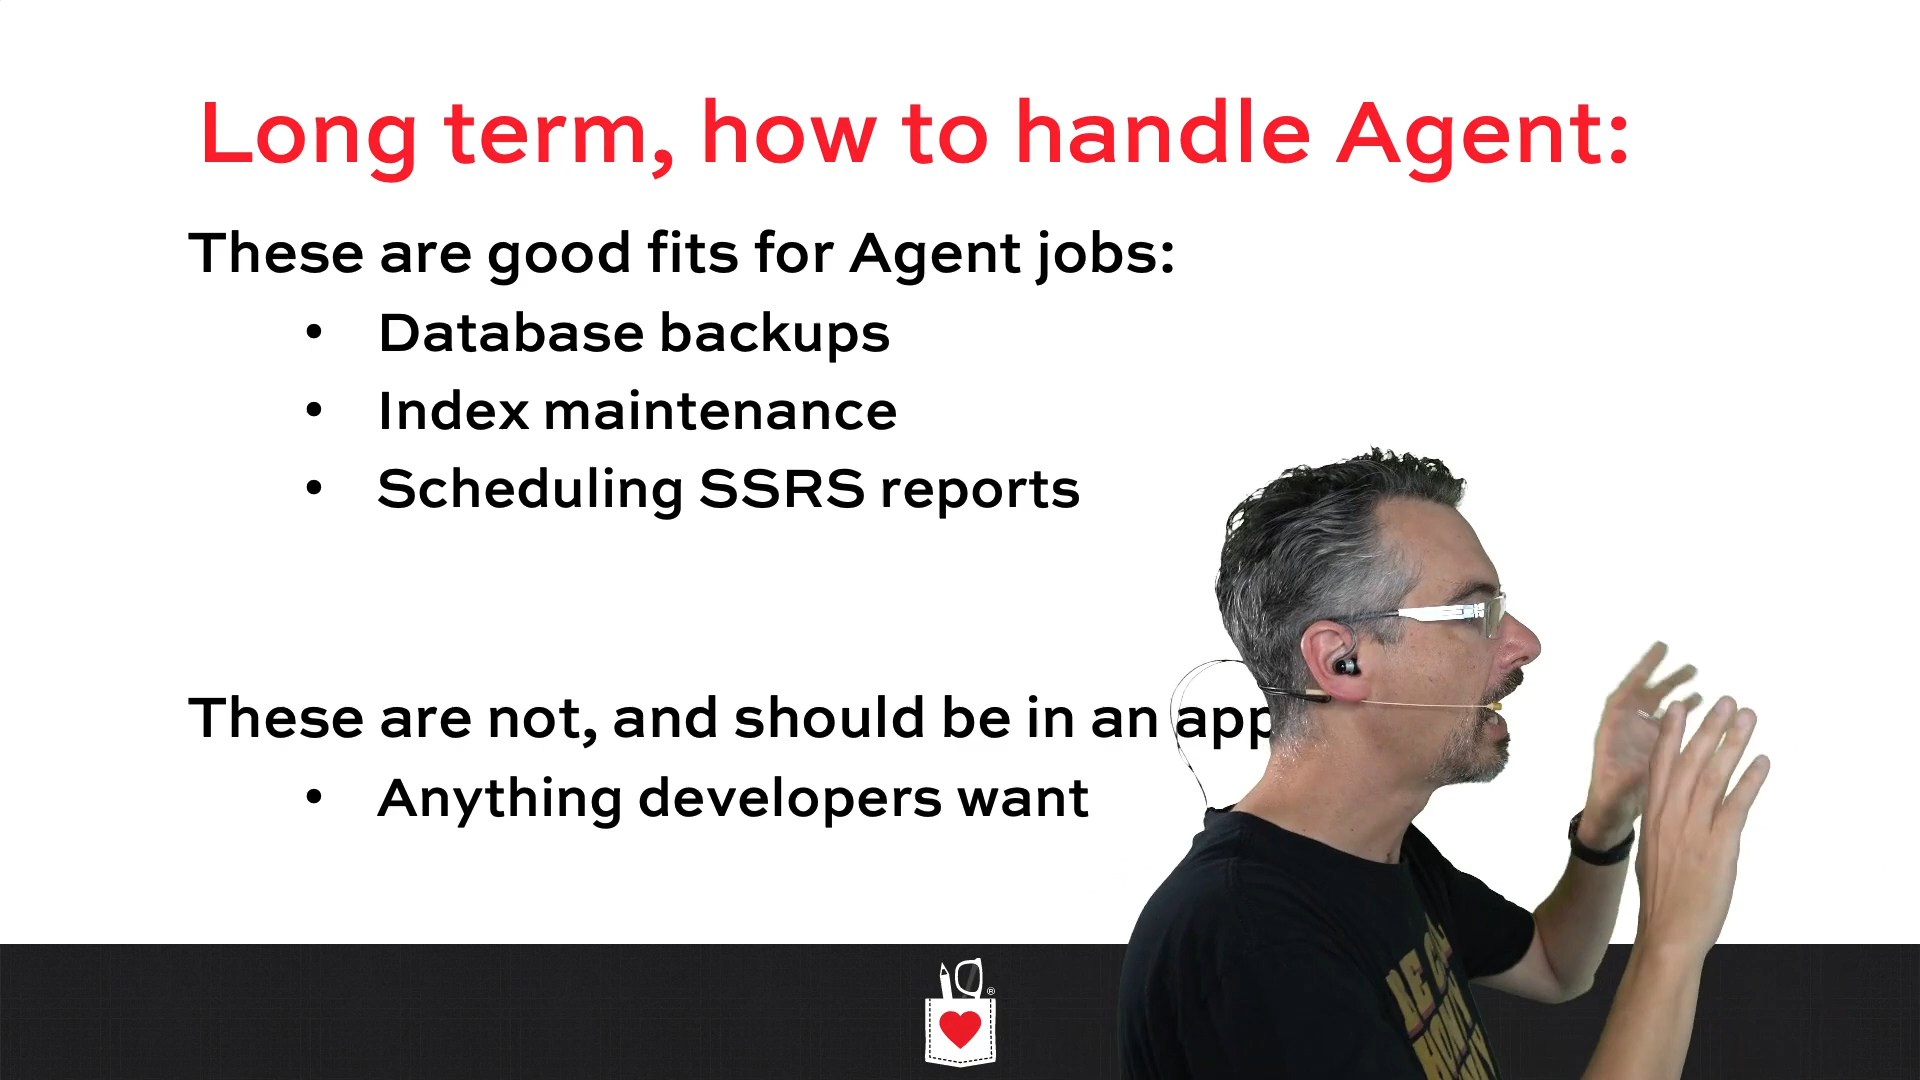 Long term, how to handle Agent:
These are good fits for Agent jobs:
• Database backups
• Index maintenance
• Scheduling SSRS reports
These are not, and should be in an app
• Anything developers want
®